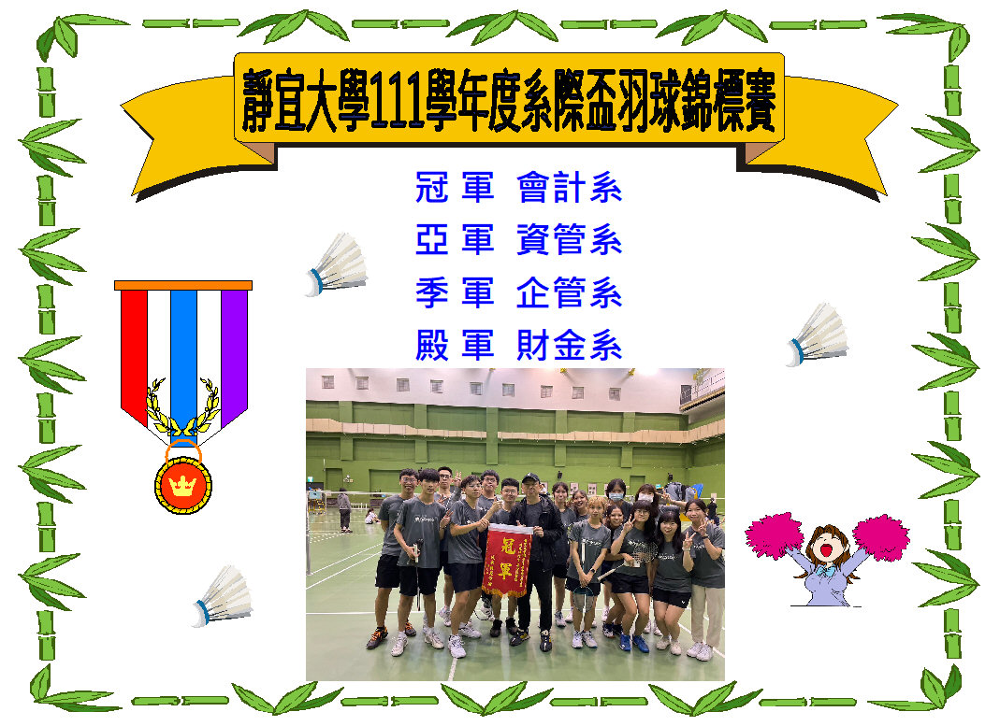 靜宜大學111學年度系際盃羽球錦標賽
冠 軍 會計系
亞 軍 資管系
季 軍 企管系
殿 軍 財金系
冠軍